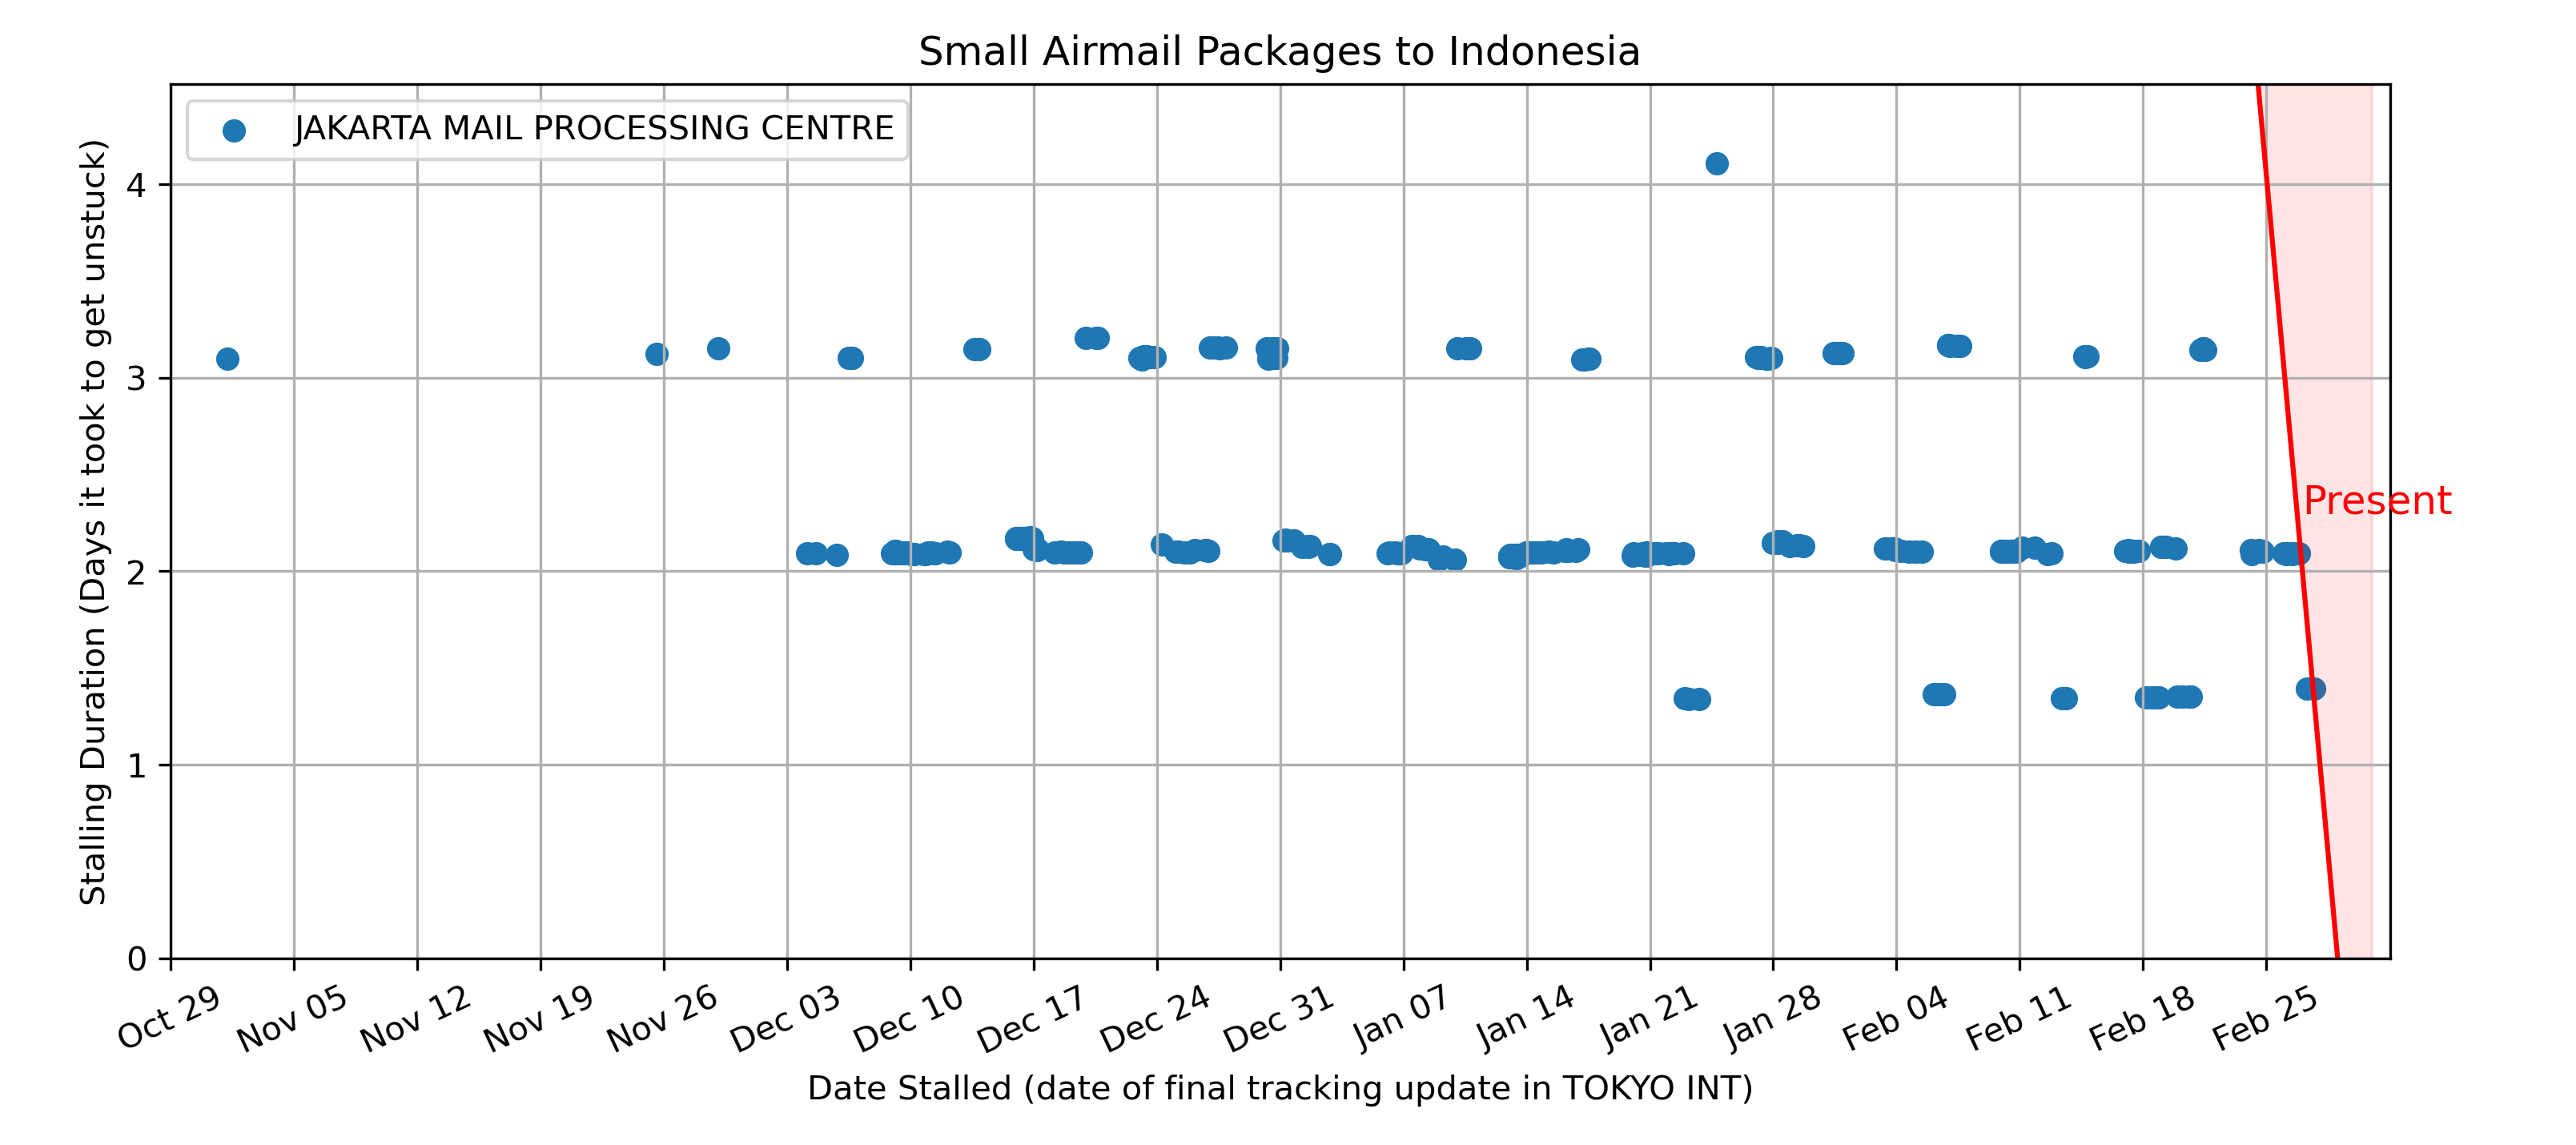 Small Airmail Packages to Indonesia
JAKARTA MAIL PROCESSING CENTRE
Stalling Duration (Days it took to get unstuck)
4
3
2
1
0
Present
Oct 29
Nov 05
Nov 12
Nov 19
Nov 26
Dec 03
Dec 10
Dec 17
Dec 24
Dec 31
Jan 07
Jan 14
Jan 21
Jan 28
Feb 04
Feb 11
Feb 18
Feb 25
Date Stalled (date of final tracking update in TOKYO INT)